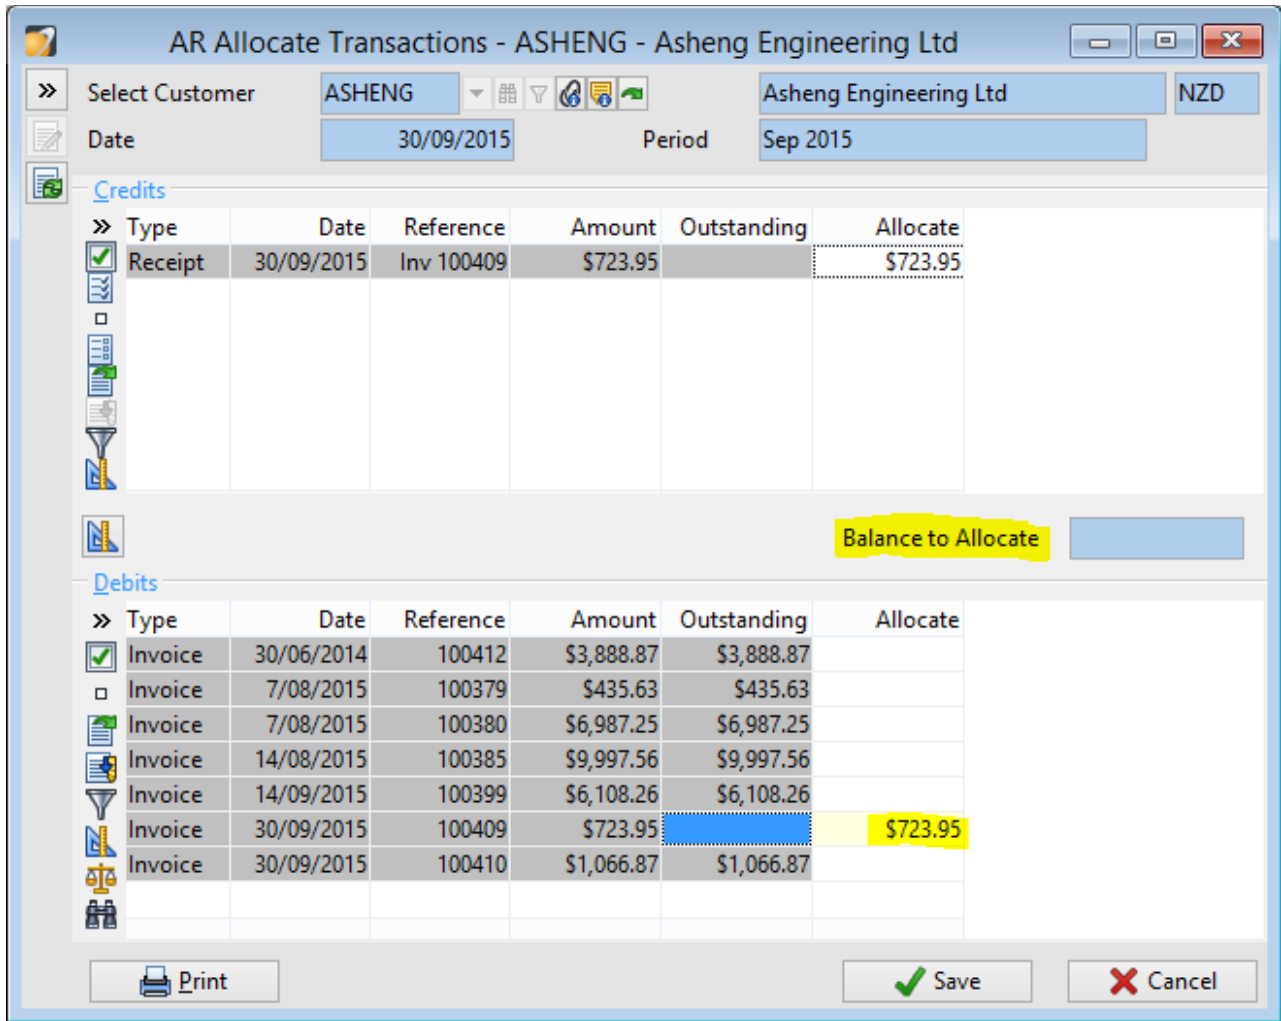 AR Allocate Transactions - ASHENG - Asheng Engineering Ltd
Select Customer ASHENG Asheng Engineering Ltd NZD
Date 30/09/2015 Period Sep 2015
Credits
Type Date Reference Amount Outstanding Allocate
Receipt 30/09/2015 Inv 100409 $723.95 $723.95
Balance to Allocate
Debits
Type Date Reference Amount Outstanding Allocate
Invoice 30/06/2014 100412 $3,888.87 $3,888.87
Invoice 7/08/2015 100379 $435.63 $435.63
Invoice 7/08/2015 100380 $6,987.25 $6,987.25
Invoice 14/08/2015 100385 $9,997.56 $9,997.56
Invoice 14/09/2015 100399 $6,108.26 $6,108.26
Invoice 30/09/2015 100409 $723.95 $723.95
Invoice 30/09/2015 100410 $1,066.87 $1,066.87
Print Save Cancel